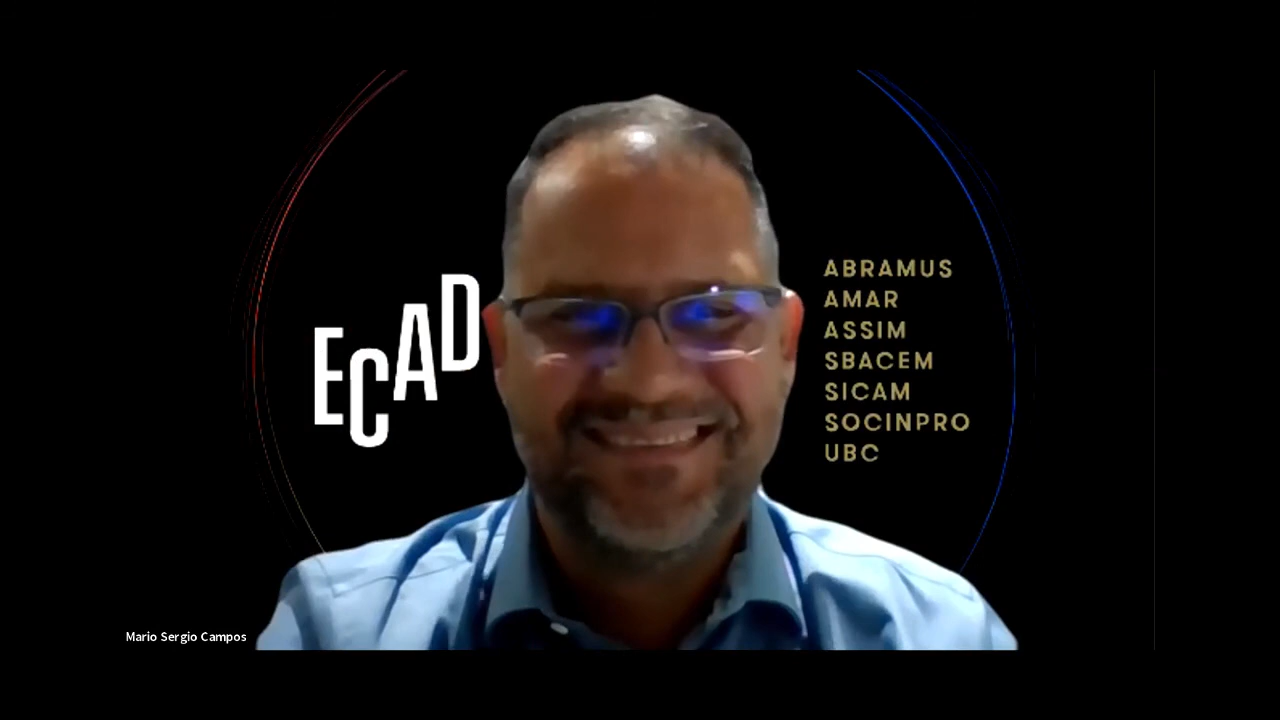 ECAD
ABRAMUS
AMAR
ASSIM
SBACEM
SICAM
SOCINPRO
UBC
Mario Sergio Campos